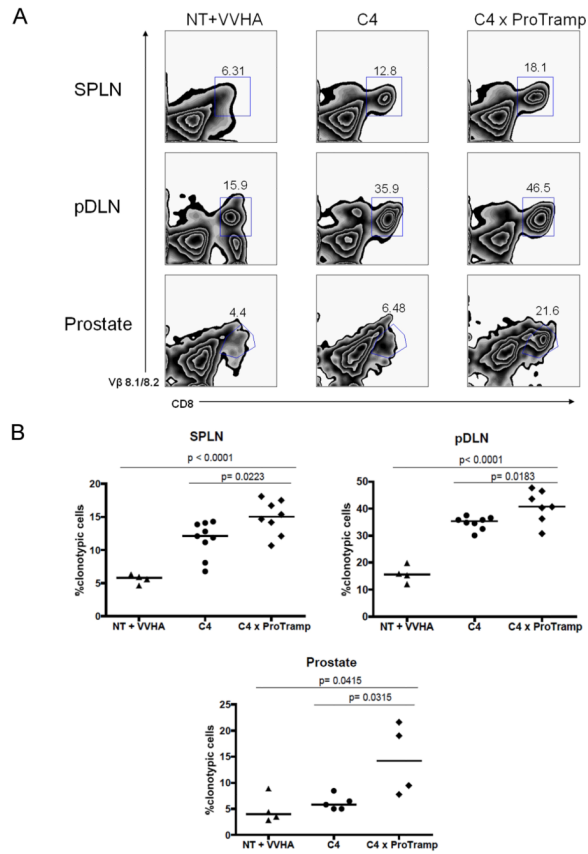 A
NT+VVHA C4 C4 x ProTramp
SPLN
6.31 12.8 18.1
pDLN
15.9 35.9 46.5
Prostate
4.4 6.48 21.6
Vβ 8.1/8.2
CD8
B
SPLN
p < 0.0001
p= 0.0223
%clonotypic cells
20
15
10
5
0
NT + VVHA C4 C4 x ProTramp
pDLN
p< 0.0001
p= 0.0183
%clonotypic cells
50
40
30
20
10
0
NT + VVHA C4 C4 x ProTramp
Prostate
p= 0.0415
p= 0.0315
%clonotypic cells
25
20
15
10
5
0
NT + VVHA C4 C4 x ProTramp